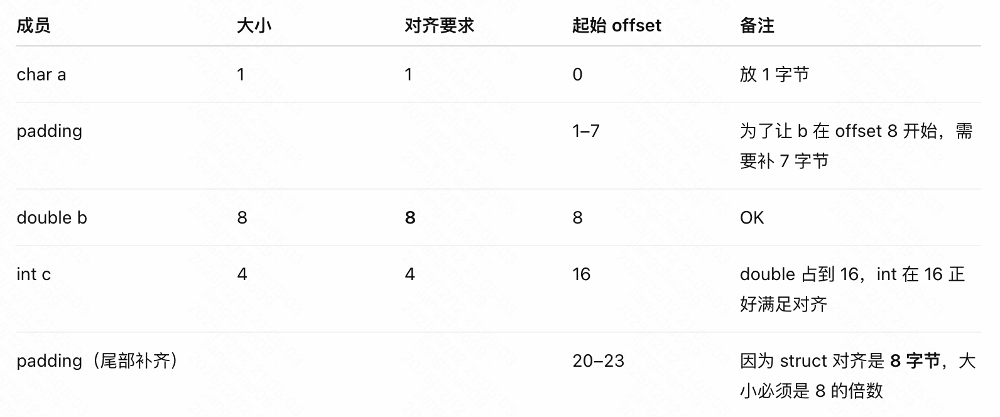 成员 大小 对齐要求 起始 offset 备注
char a 1 1 0 放 1 字节
padding 1–7 为了让 b 在 offset 8 开始，需
要补 7 字节
double b 8 8 8 OK
int c 4 4 16 double 占到 16，int 在 16 正
好满足对齐
padding（尾部补齐） 20–23 因为 struct 对齐是 8 字节，大
小必须是 8 的倍数